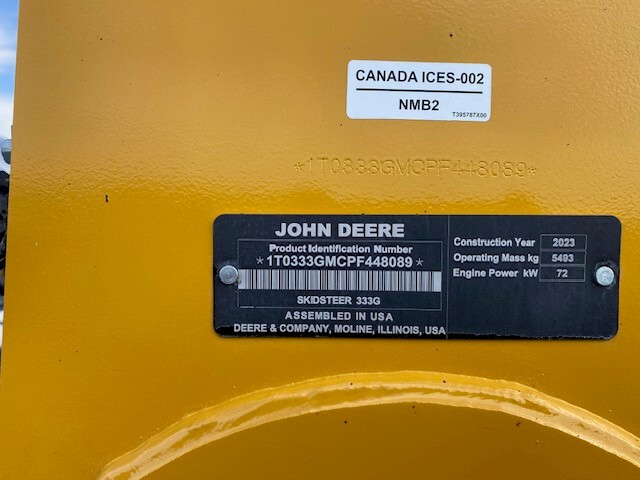 CANADA ICES-002
NMB2
T395787X00
*1T0333GMCPF448089*
JOHN DEERE
Product Identification Number
*1T0333GMCPF448089*
SKIDSTEER 333G
ASSEMBLED IN USA
DEERE & COMPANY, MOLINE, ILLINOIS, USA
Construction Year 2023
Operating Mass kg 5493
Engine Power kW 72